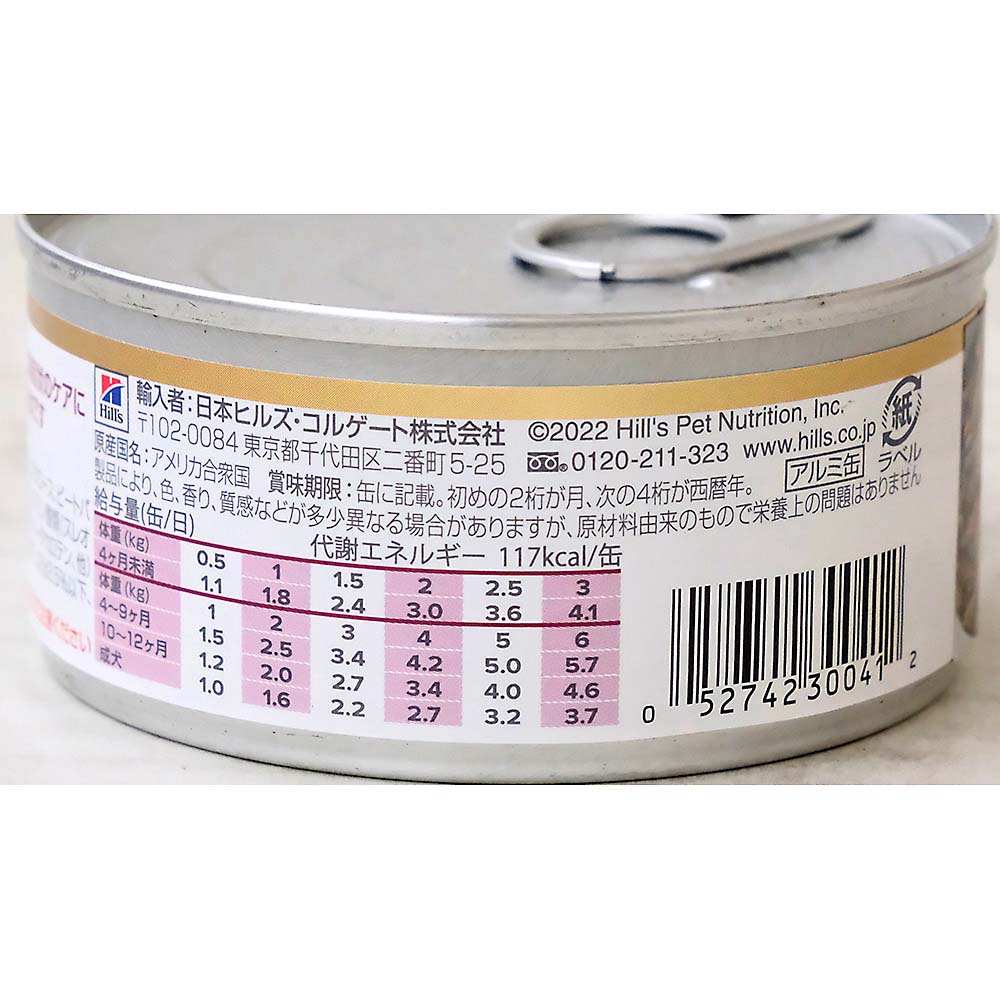 のケアに
Hill's
輸入者：日本ヒルズ・コルゲート株式会社
〒102-0084 東京都千代田区二番町5-25
©2022 Hill's Pet Nutrition, Inc.
0120-211-323 www.hills.co.jp
原産国名：アメリカ合衆国 賞味期限：缶に記載。初めの2桁が月、次の4桁が西暦年。
アルミ缶
紙
ラベル
製品により、色、香り、質感などが多少異なる場合がありますが、原材料由来のもので栄養上の問題はありません
給与量(缶/日)
代謝エネルギー 117kcal/缶
体重(kg) 0.5 1 1.5 2 2.5 3
4ヶ月未満 1.1 1.8 2.4 3.0 3.6 4.1
体重(kg) 1 2 3 4 5 6
4〜9ヶ月 1.5 2.5 3.4 4.2 5.0 5.7
10〜12ヶ月 1.2 2.0 2.7 3.4 4.0 4.6
成犬 1.0 1.6 2.2 2.7 3.2 3.7
ください
0 52742 30041 2